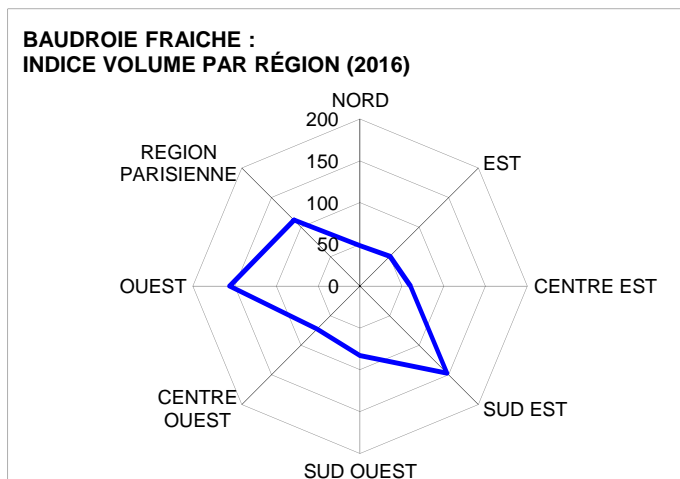 BAUDROIE FRAICHE :
INDICE VOLUME PAR RÉGION (2016)
NORD
200
150
100
50
0
EST
CENTRE EST
SUD EST
SUD OUEST
CENTRE
OUEST
OUEST
REGION
PARISIENNE